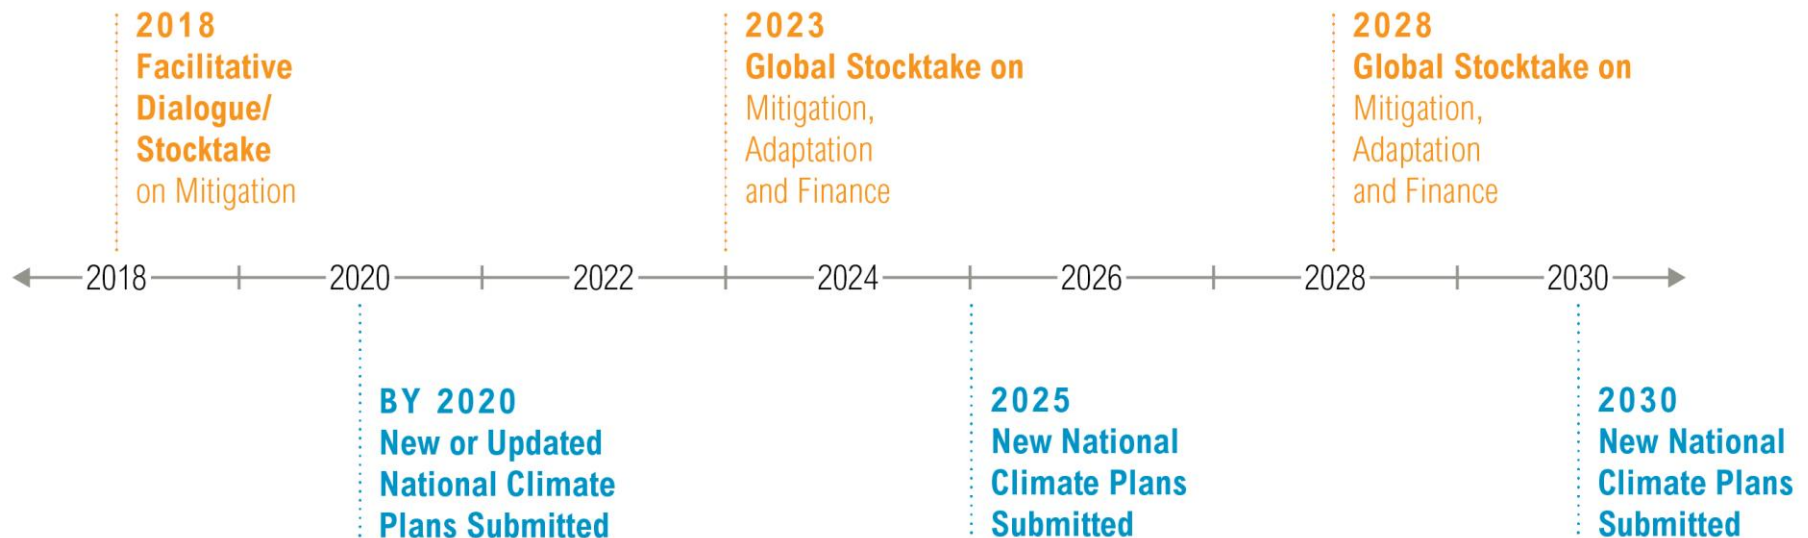 2018
Facilitative
Dialogue/
Stocktake
on Mitigation
2023
Global Stocktake on
Mitigation,
Adaptation
and Finance
2028
Global Stocktake on
Mitigation,
Adaptation
and Finance
2018 2020 2022 2024 2026 2028 2030
BY 2020
New or Updated
National Climate
Plans Submitted
2025
New National
Climate Plans
Submitted
2030
New National
Climate Plans
Submitted